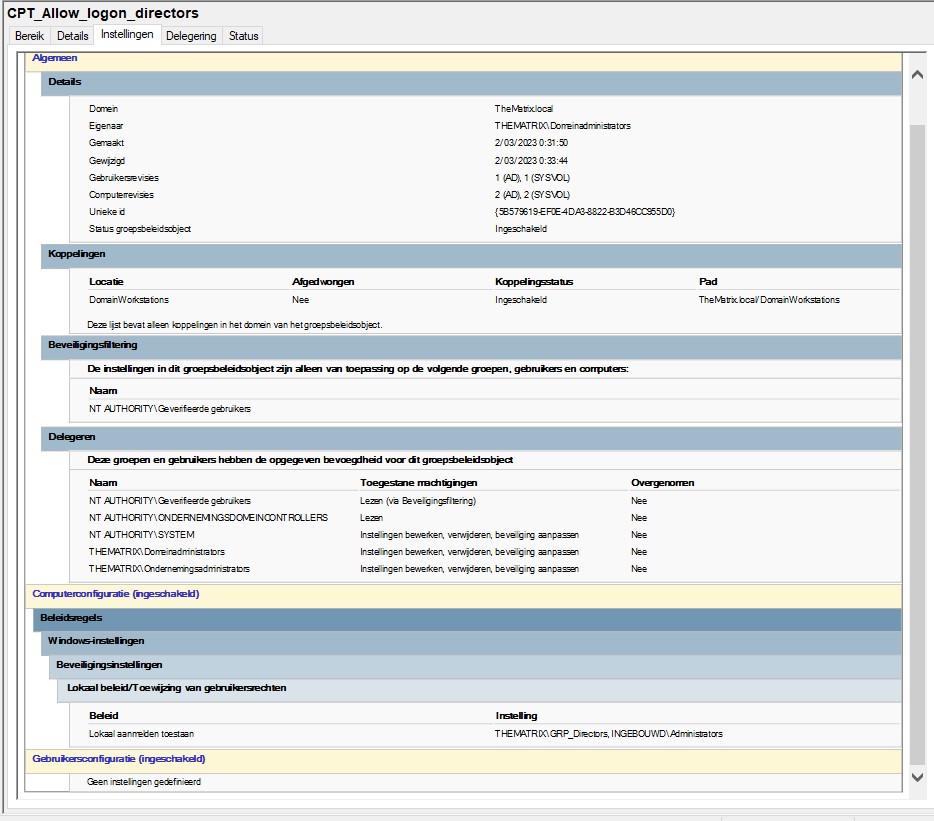 CPT_Allow_logon_directors
Bereik Details Instellingen Delegering Status
Algemeen
Details
Domein TheMatrix.local
Eigenaar THEMATRIX\Domeinadministrators
Gemaakt 2/03/2023 0:31:50
Gewijzigd 2/03/2023 0:33:44
Gebruikersrevisies 1 (AD), 1 (SYSVOL)
Computerrevisies 2 (AD), 2 (SYSVOL)
Unieke id {5B579619-EF0E-4DA3-8822-B3D46CC955D0}
Status groepsbeleidsobject Ingeschakeld
Koppelingen
Locatie Afgedwongen Koppelingsstatus Pad
DomainWorkstations Nee Ingeschakeld TheMatrix.local/DomainWorkstations
Deze lijst bevat alleen koppelingen in het domein van het groepsbeleidsobject.
Beveiligingsfiltering
De instellingen in dit groepsbeleidsobject zijn alleen van toepassing op de volgende groepen, gebruikers en computers:
Naam
NT AUTHORITY\Geverifieerde gebruikers
Delegeren
Deze groepen en gebruikers hebben de opgegeven bevoegdheid voor dit groepsbeleidsobject
Naam Toegestane machtigingen Overgenomen
NT AUTHORITY\Geverifieerde gebruikers Lezen (via Beveiligingsfiltering) Nee
NT AUTHORITY\ONDERNEMINGSDOMEINCONTROLLERS Lezen Nee
NT AUTHORITY\SYSTEM Instellingen bewerken, verwijderen, beveiliging aanpassen Nee
THEMATRIX\Domeinadministrators Instellingen bewerken, verwijderen, beveiliging aanpassen Nee
THEMATRIX\Ondernemingsadministrators Instellingen bewerken, verwijderen, beveiliging aanpassen Nee
Computerconfiguratie (ingeschakeld)
Beleidsregels
Windows-instellingen
Beveiligingsinstellingen
Lokaal beleid/Toewijzing van gebruikersrechten
Beleid Instelling
Lokaal aanmelden toestaan THEMATRIX\GRP_Directors, INGEBOUWD\Administrators
Gebruikersconfiguratie (ingeschakeld)
Geen instellingen gedefinieerd